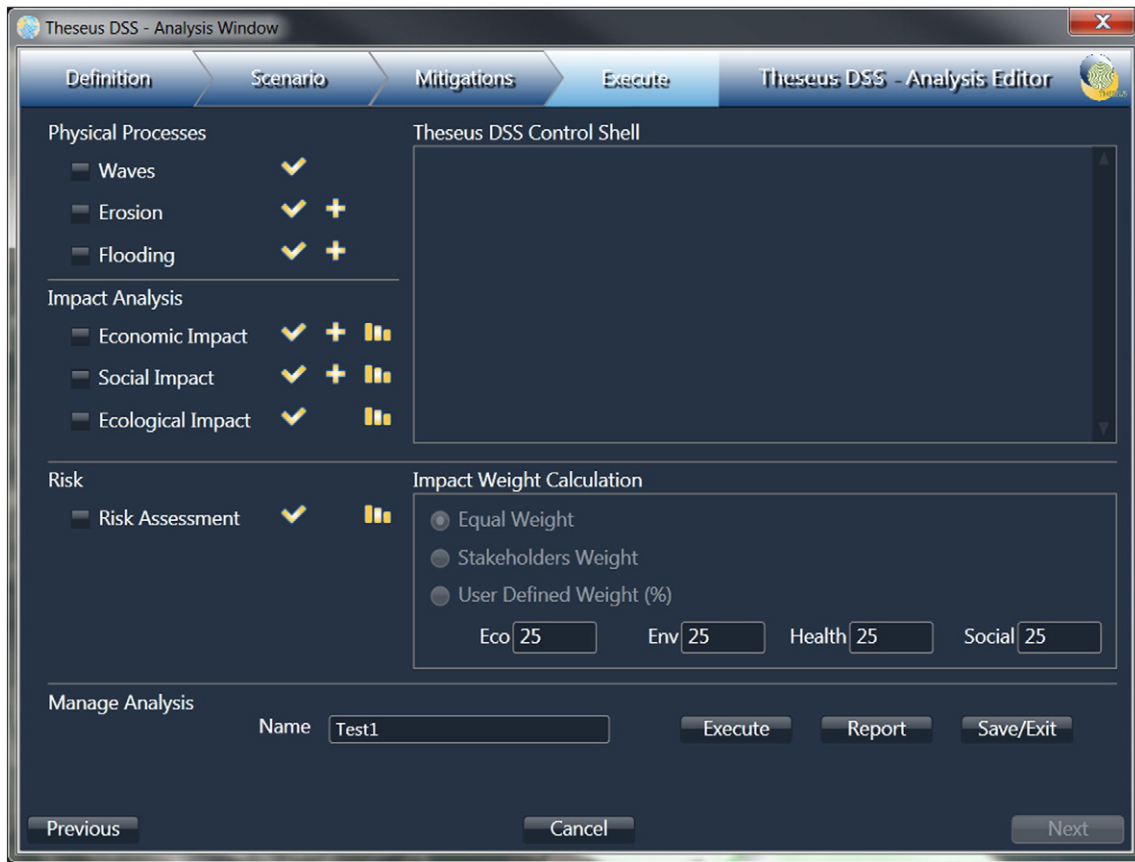 Theseus DSS - Analysis Window
Definition
Scenario
Mitigations
Execute
Theseus DSS - Analysis Editor
THESEUS
Physical Processes
Waves
Erosion
Flooding
Impact Analysis
Economic Impact
Social Impact
Ecological Impact
Theseus DSS Control Shell
Risk
Risk Assessment
Impact Weight Calculation
Equal Weight
Stakeholders Weight
User Defined Weight (%)
Eco 25 Env 25 Health 25 Social 25
Manage Analysis
Name Test1 Execute Report Save/Exit
Previous Cancel Next